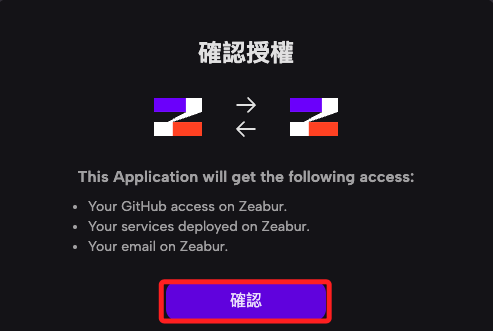 確認授權
This Application will get the following access:
• Your GitHub access on Zeabur.
• Your services deployed on Zeabur.
• Your email on Zeabur.
確認